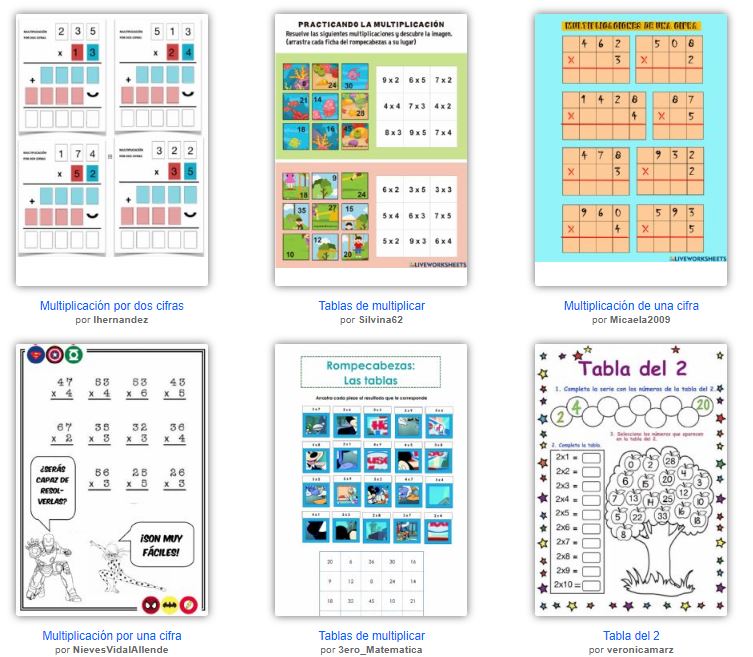 MULTIPLICACIÓN
POR DOS CIFRAS
2 3 5
x 1 3
+
MULTIPLICACIÓN
POR DOS CIFRAS
5 1 3
x 2 4
+
MULTIPLICACIÓN
POR DOS CIFRAS
1 7 4
x 5 2
+
MULTIPLICACIÓN
POR DOS CIFRAS
3 2 2
x 3 5
+
Multiplicación por dos cifras
por lhernandez
PRACTICANDO LA MULTIPLICACIÓN
Resuelve las siguientes multiplicaciones y descubre la imagen.
(arrastra cada ficha del rompecabezas a su lugar)
24 30
21 14 28
18 16 45
9 x 2 6 x 5 7 x 2
4 x 4 7 x 3 4 x 2
8 x 3 9 x 5 7 x 4
18 9 24
35 27 15
10 12 20
6 x 2 3 x 5 3 x 3
5 x 4 6 x 3 7 x 5
5 x 2 9 x 3 6 x 4
LIVEWORKSHEETS
Tablas de multiplicar
por Silvina62
MULTIPLICACIONES DE UNA CIFRA
4 6 2
x 3
5 0 8
x 2
1 4 2 8
x 4
8 7
x 5
4 7 8
x 3
9 3 2
x 5
9 6 0
x 4
5 9 3
x 5
LIVEWORKSHEETS
Multiplicación de una cifra
por Micaela2009
47 53 53 43
x 4 x 4 x 6 x 5
67 35 32 36
x 2 x 3 x 3 x 4
56 25 26
x 3 x 5 x 3
¿SERÁS
CAPAZ DE
RESOL-
VERLAS?
¡SON MUY
FÁCILES!
Multiplicación por una cifra
por NievesVidalAllende
Rompecabezas:
Las tablas
Arrastra cada pieza al resultado que le corresponde
20 6 36 30 16
9 12 8 24 14
18 32 45 10 21
Tablas de multiplicar
por 3ero_Matematica
Tabla del 2
1. Completa la serie con los números de la tabla del 2.
2 4 20
3. Selecciona los números que aparecen
en la tabla del 2.
2. Completa la tabla.
2x1 =
2x2 =
2x3 =
2x4 =
2x5 =
2x6 =
2x7 =
2x8 =
2x9 =
2x10 =
0 2 28
6 15 20 4
7 13 14 25 12 10
5 22 33 16 18
8
Tabla del 2
por veronicamarz